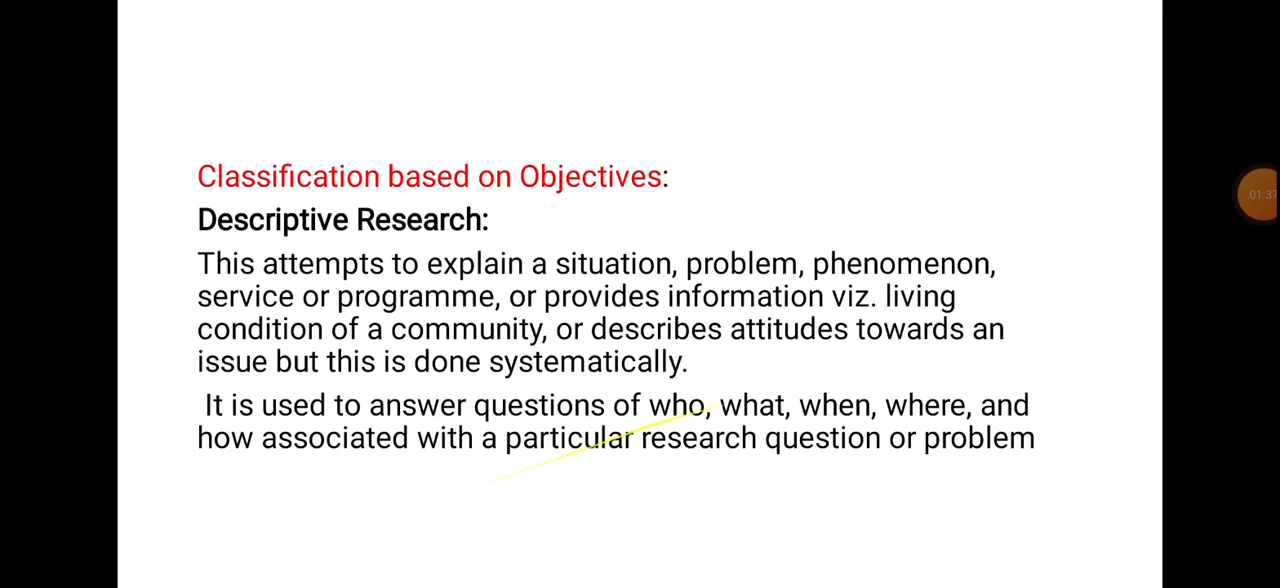 Classification based on Objectives:
Descriptive Research:
This attempts to explain a situation, problem, phenomenon,
service or programme, or provides information viz. living
condition of a community, or describes attitudes towards an
issue but this is done systematically.
It is used to answer questions of who, what, when, where, and
how associated with a particular research question or problem
01:37